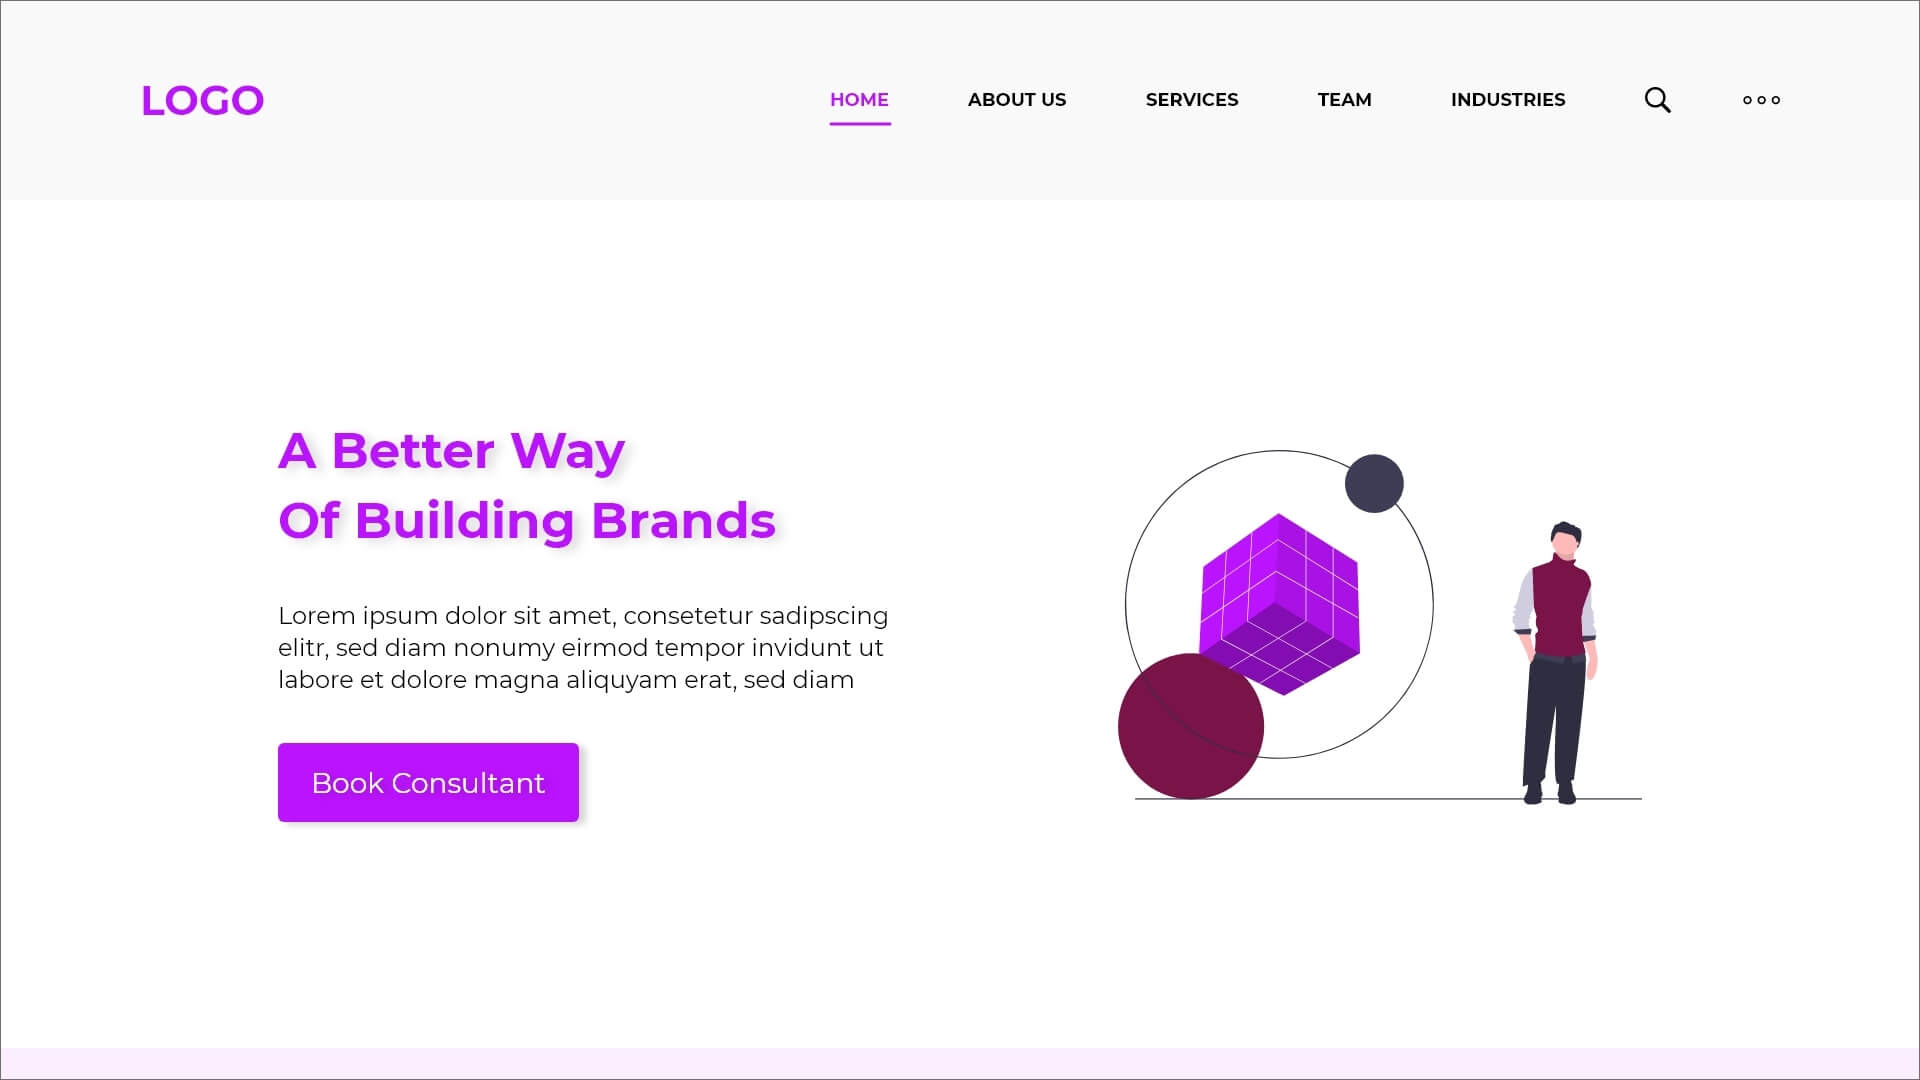 LOGO
HOME
ABOUT US
SERVICES
TEAM
INDUSTRIES
A Better Way
Of Building Brands
Lorem ipsum dolor sit amet, consetetur sadipscing
elitr, sed diam nonumy eirmod tempor invidunt ut
labore et dolore magna aliquyam erat, sed diam
Book Consultant